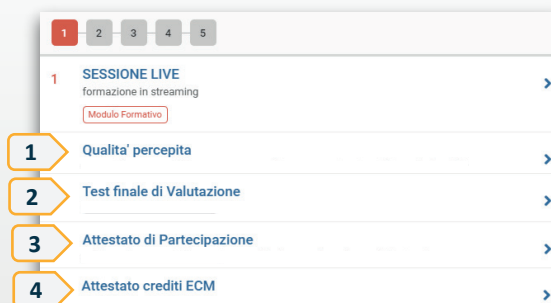 1 2 3 4 5
1 SESSIONE LIVE
formazione in streaming
Modulo Formativo
1 Qualita' percepita
2 Test finale di Valutazione
3 Attestato di Partecipazione
4 Attestato crediti ECM